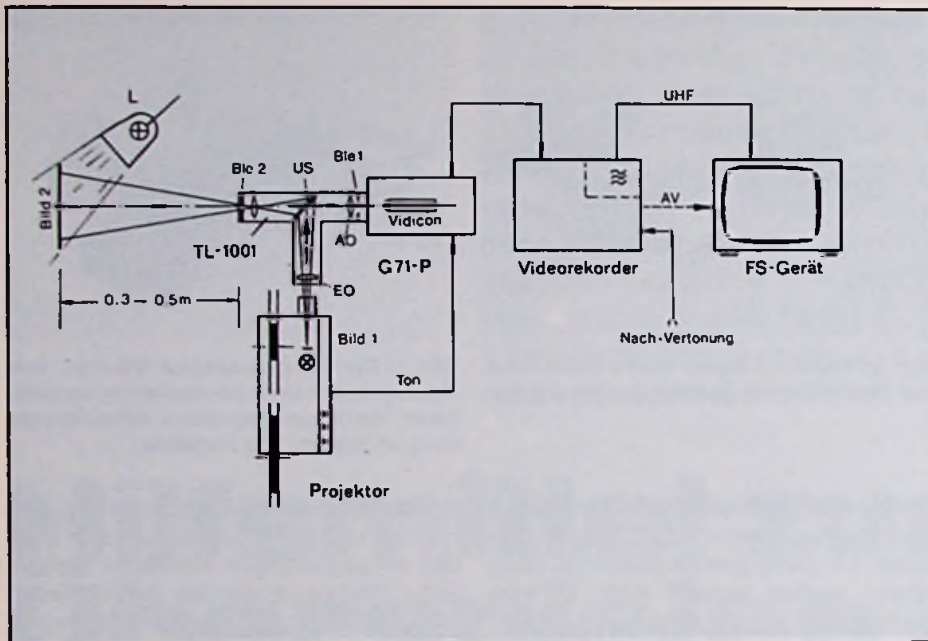 L
UHF
Ble 2
US
Ble 1
Bild 2
AV
Vidicon
TL-1001
AO
G71-P
Videorekorder
FS-Gerät
EO
0.3 – 0.5m
Bild 1
Nach-Vertonung
Ton
Projektor